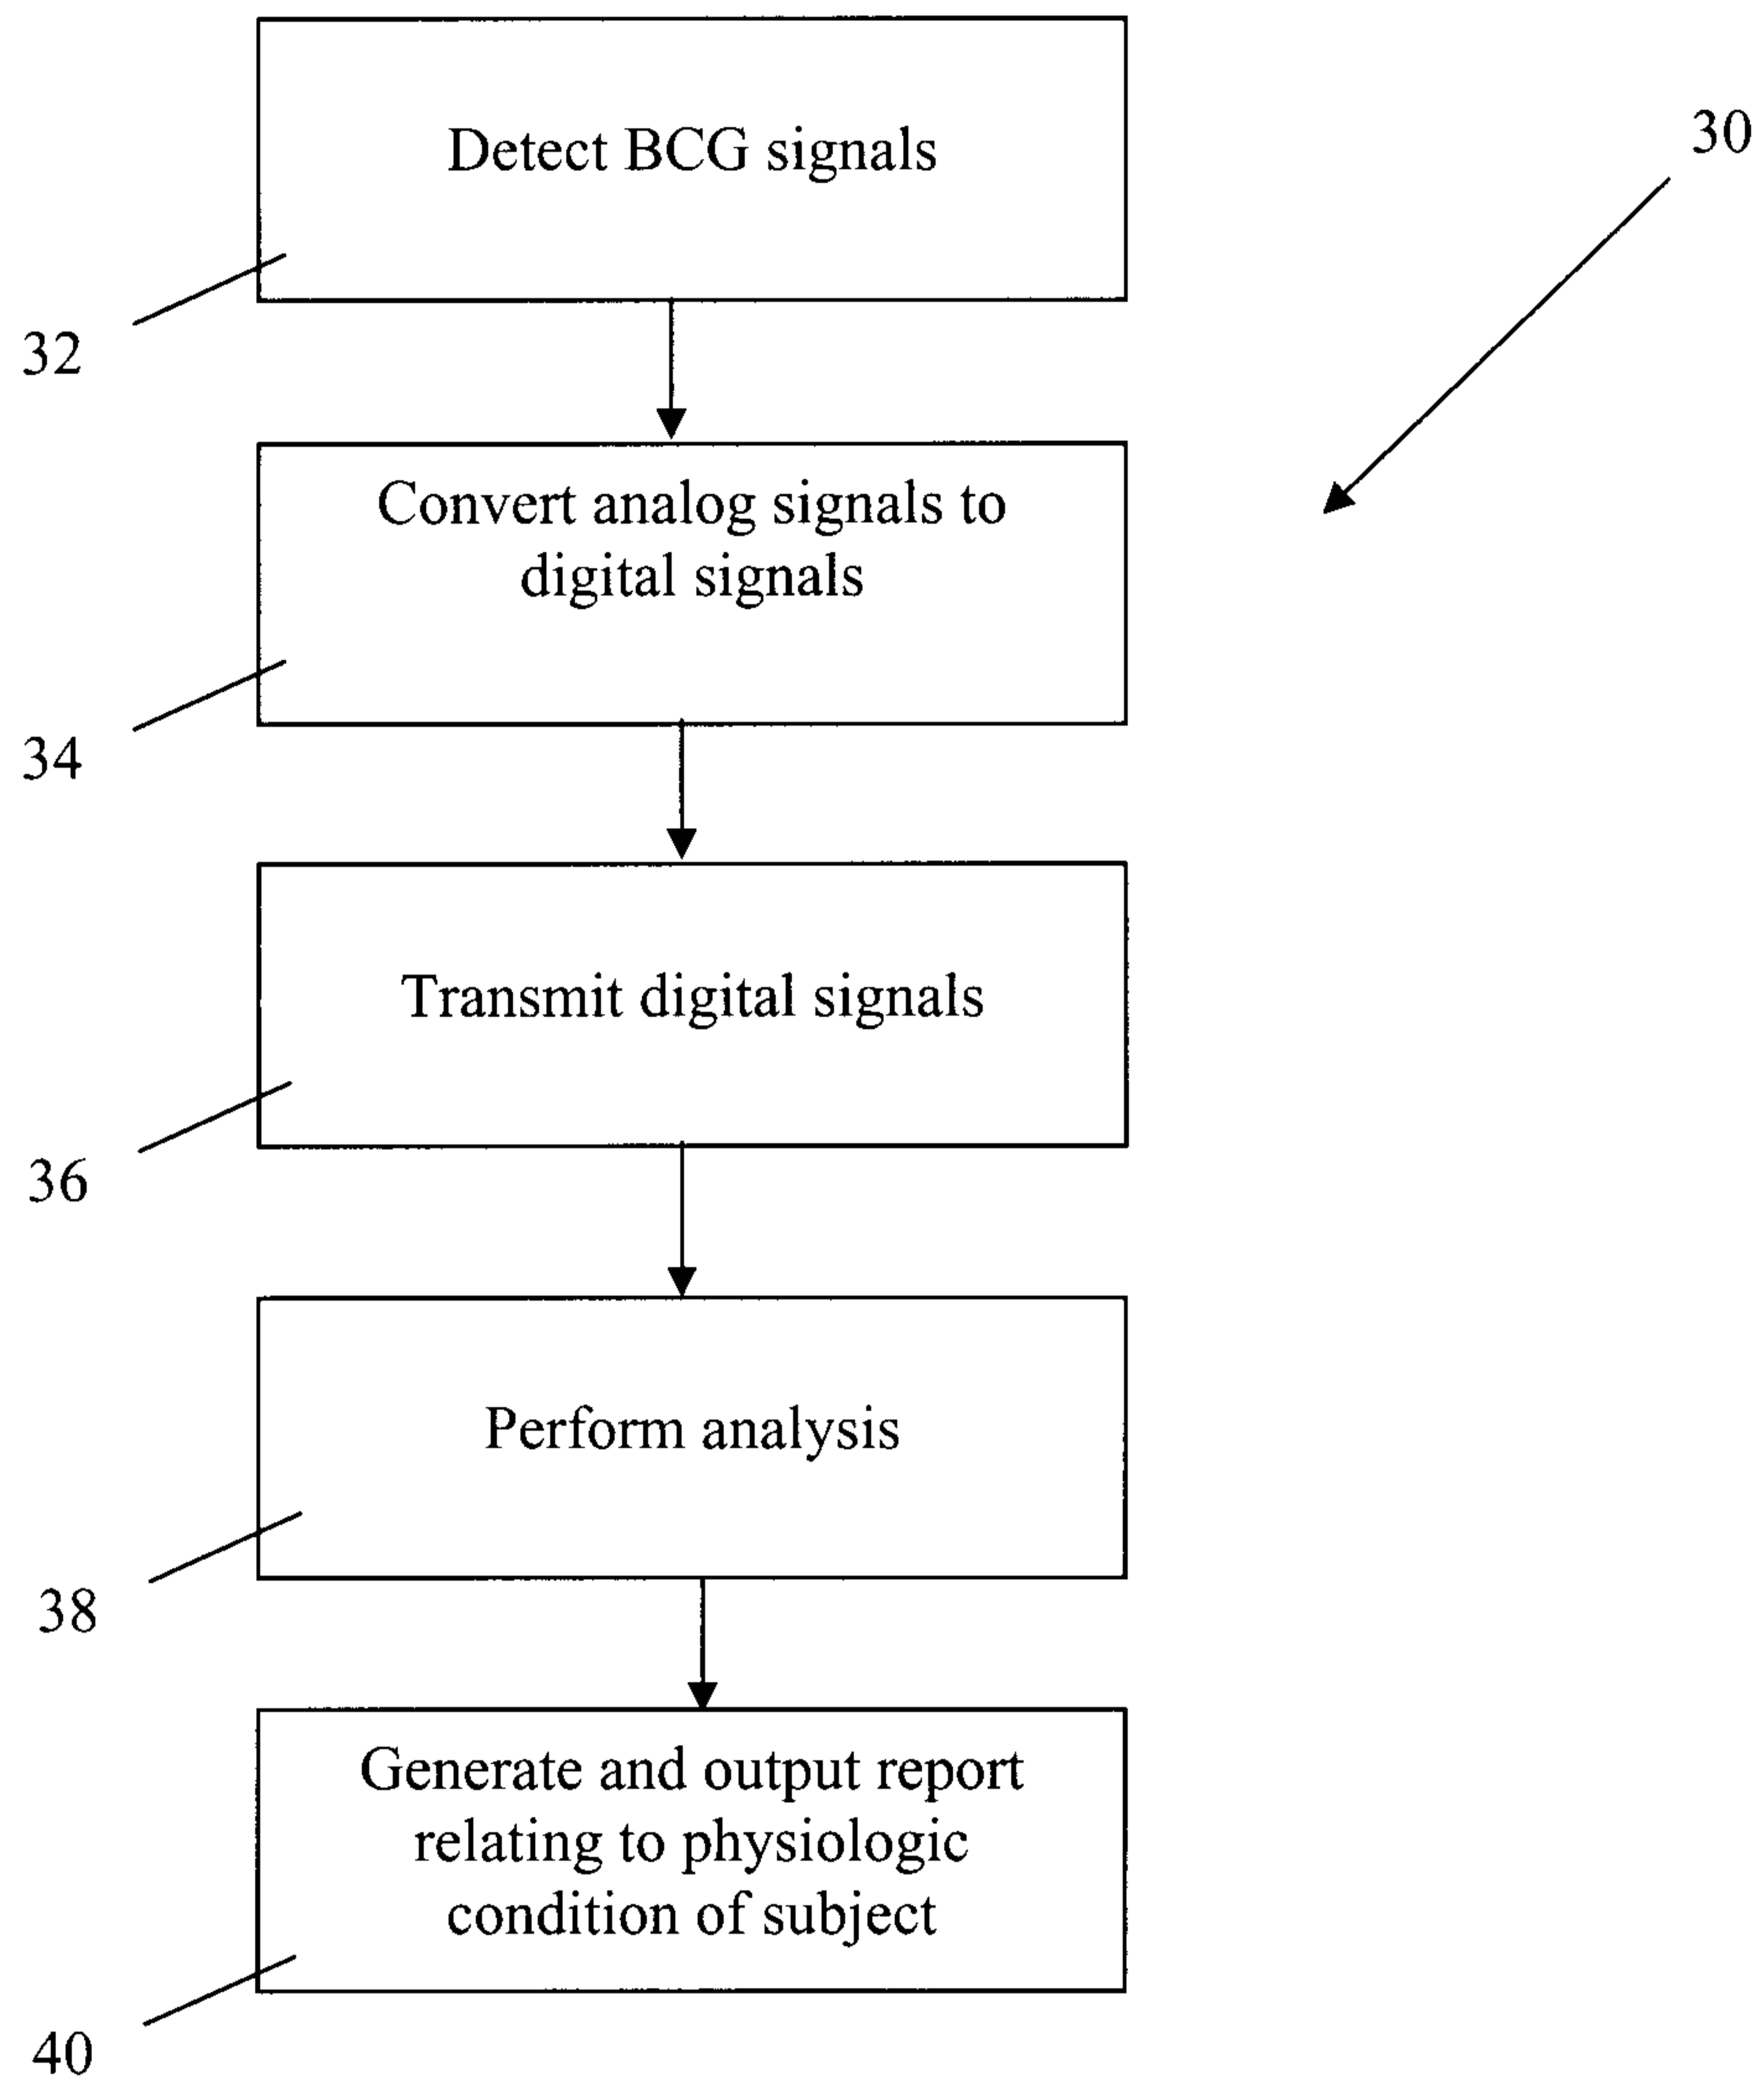 Detect BCG signals
30
32
Convert analog signals to
digital signals
34
Transmit digital signals
36
Perform analysis
38
Generate and output report
relating to physiologic
condition of subject
40